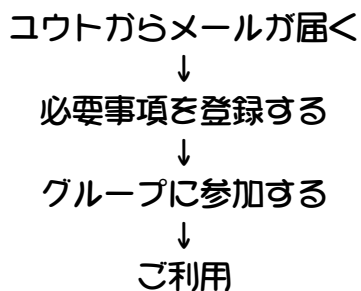 ユウトからメールが届く
↓
必要事項を登録する
↓
グループに参加する
↓
ご利用